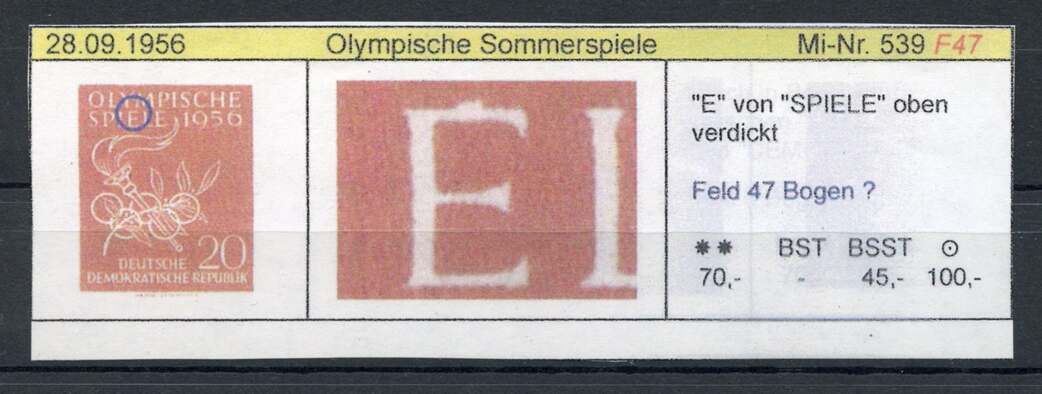 28.09.1956 Olympische Sommerspiele Mi-Nr. 539 F47
OLYMPISCHE
SPIELE 1956
20
DEUTSCHE
DEMOKRATISCHE REPUBLIK
EI
"E" von "SPIELE" oben
verdickt
Feld 47 Bogen ?
** BST BSST ⊙
70,- - 45,- 100,-